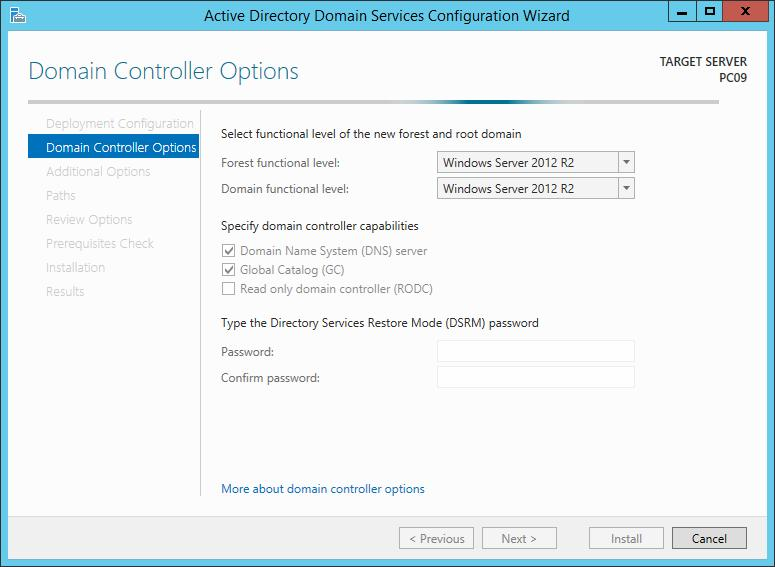 Active Directory Domain Services Configuration Wizard
Domain Controller Options
TARGET SERVER
PC09
Deployment Configuration
Domain Controller Options
Additional Options
Paths
Review Options
Prerequisites Check
Installation
Results
Select functional level of the new forest and root domain
Forest functional level: Windows Server 2012 R2
Domain functional level: Windows Server 2012 R2
Specify domain controller capabilities
Domain Name System (DNS) server
Global Catalog (GC)
Read only domain controller (RODC)
Type the Directory Services Restore Mode (DSRM) password
Password:
Confirm password:
More about domain controller options
< Previous Next > Install Cancel